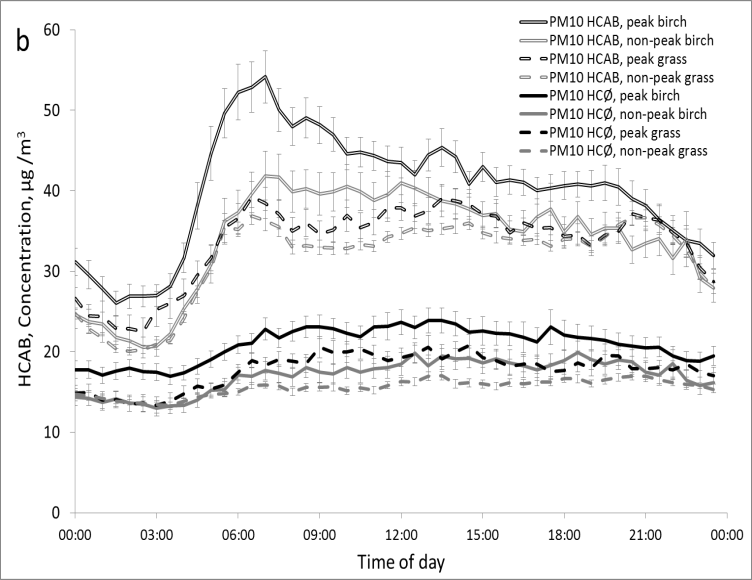 b
PM10 HCAB, peak birch
PM10 HCAB, non-peak birch
PM10 HCAB, peak grass
PM10 HCAB, non-peak grass
PM10 HCØ, peak birch
PM10 HCØ, non-peak birch
PM10 HCØ, peak grass
PM10 HCØ, non-peak grass
HCAB, Concentration, µg /m³
60
50
40
30
20
10
0
00:00 03:00 06:00 09:00 12:00 15:00 18:00 21:00 00:00
Time of day